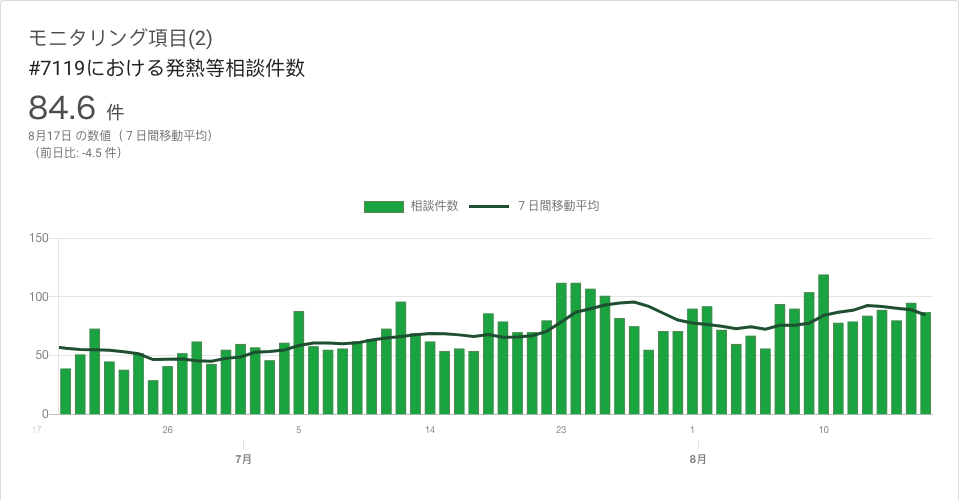 モニタリング項目(2)
#7119における発熱等相談件数
84.6 件
8月17日 の数値（７日間移動平均）
（前日比: -4.5 件）
相談件数 ７日間移動平均
150
100
50
0
17 26 5 14 23 1 10
7月 8月